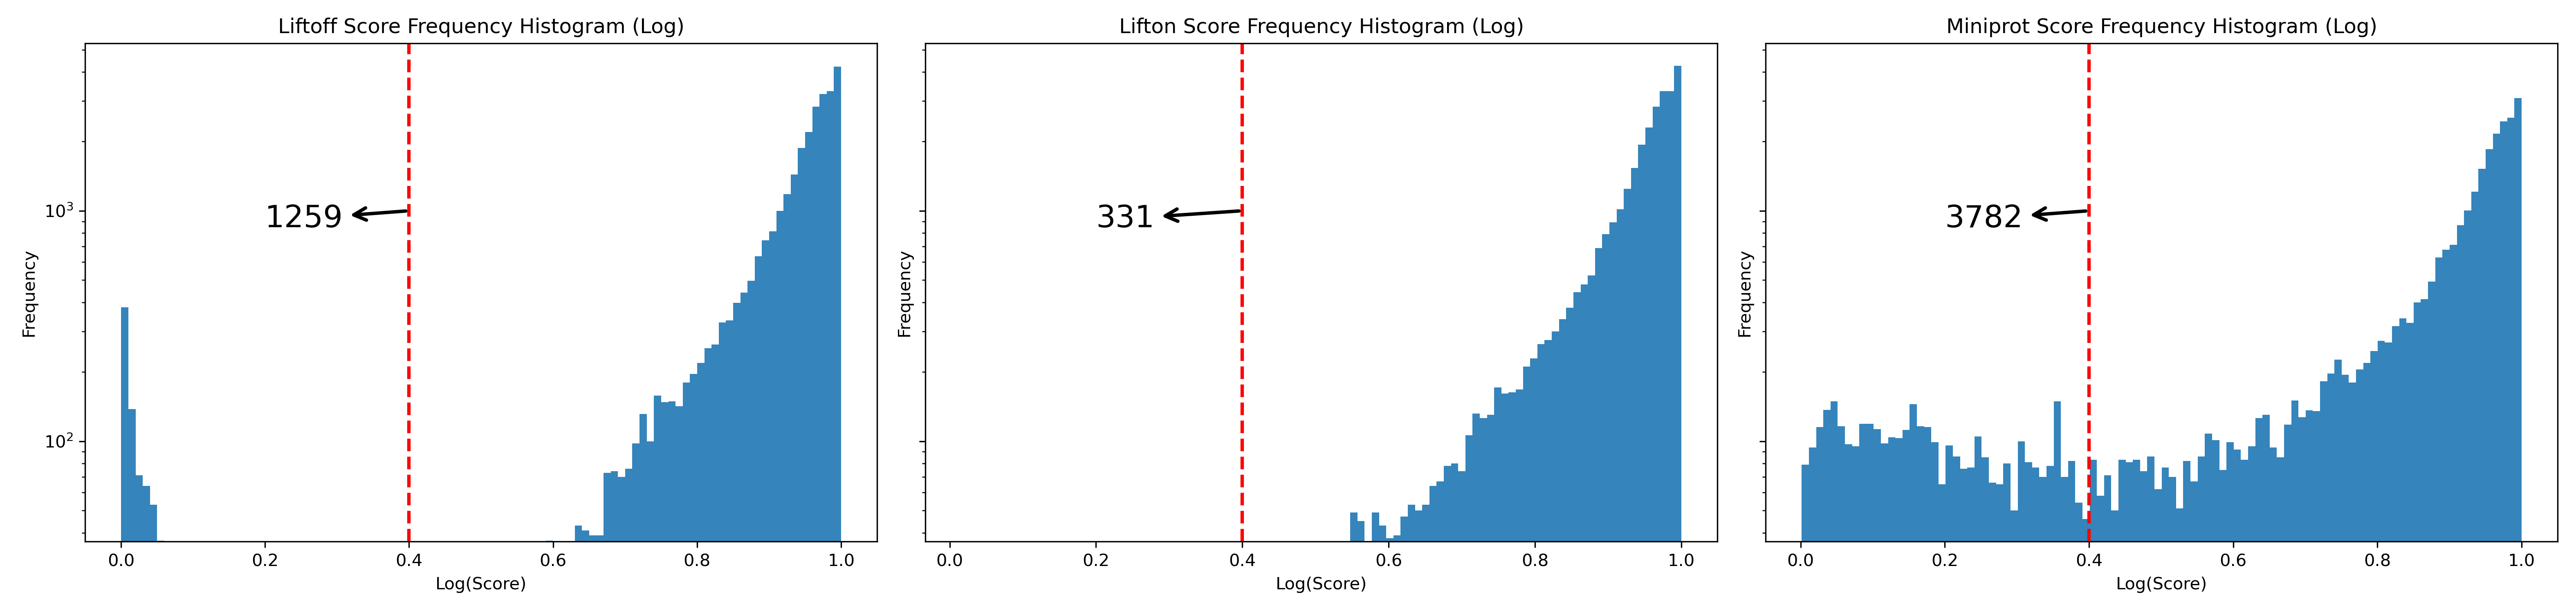 Liftoff Score Frequency Histogram (Log)
Frequency
10³
10²
1259
0.0 0.2 0.4 0.6 0.8 1.0
Log(Score)
Lifton Score Frequency Histogram (Log)
Frequency
331
0.0 0.2 0.4 0.6 0.8 1.0
Log(Score)
Miniprot Score Frequency Histogram (Log)
Frequency
3782
0.0 0.2 0.4 0.6 0.8 1.0
Log(Score)